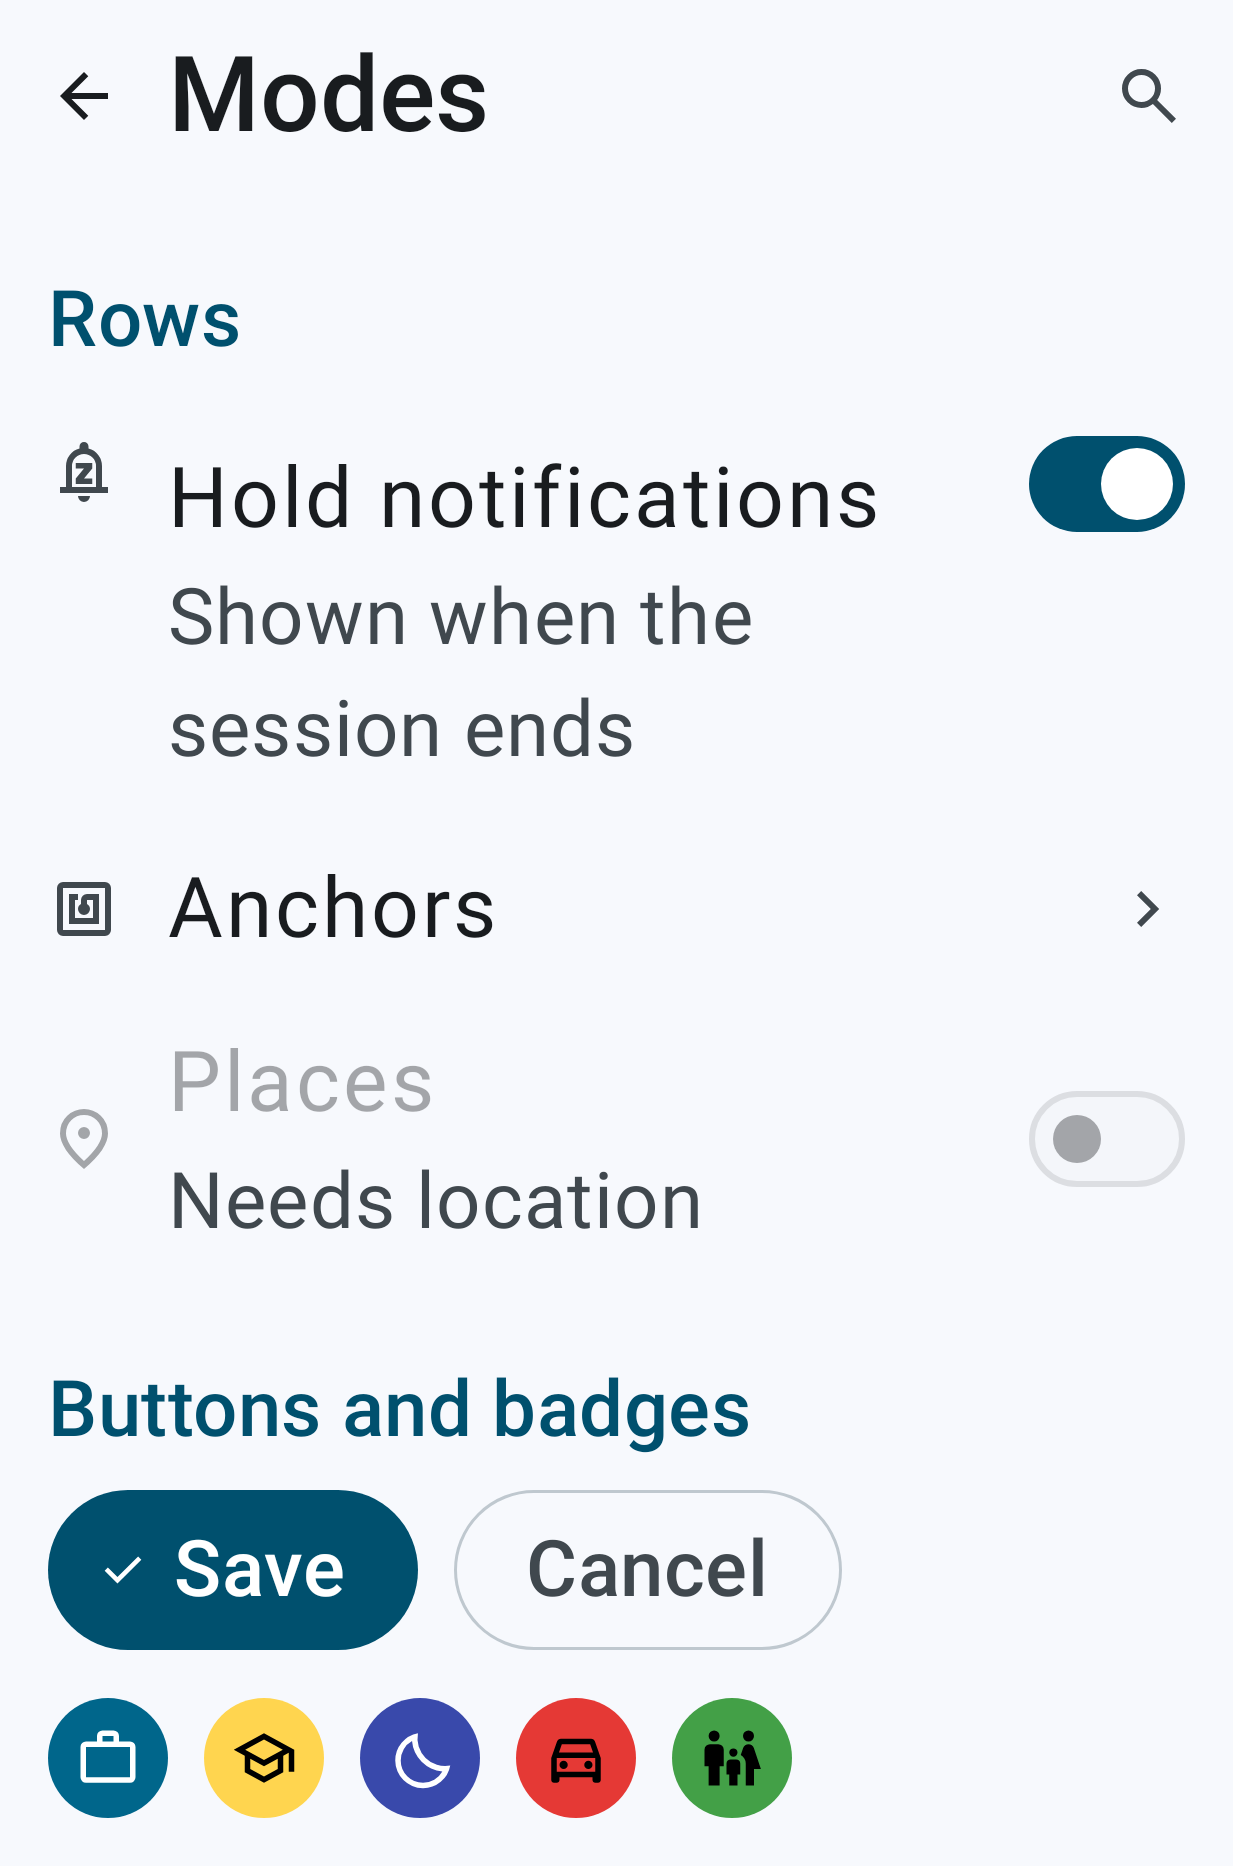 Modes
Rows
Hold notifications
Shown when the
session ends
Anchors
Places
Needs location
Buttons and badges
Save
Cancel